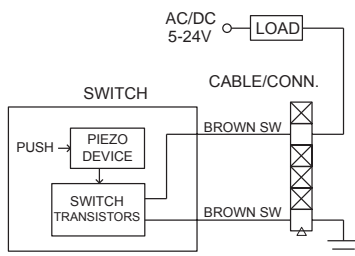 AC/DC
5-24V
LOAD
CABLE/CONN.
SWITCH
BROWN SW
PUSH
PIEZO
DEVICE
SWITCH
TRANSISTORS
BROWN SW